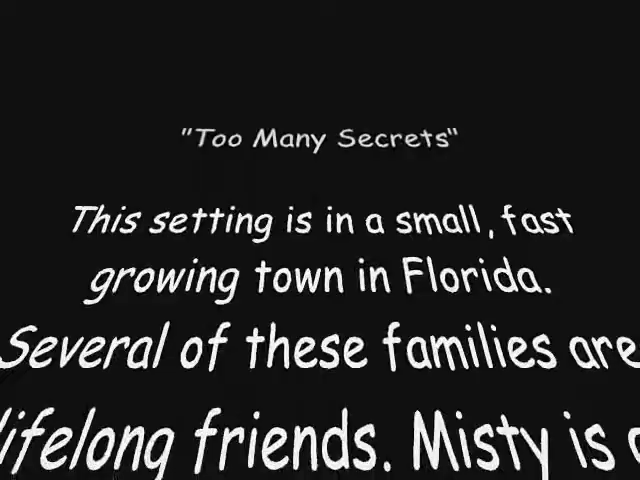 "Too Many Secrets"
This setting is in a small, fast
growing town in Florida.
Several of these families are
lifelong friends. Misty is